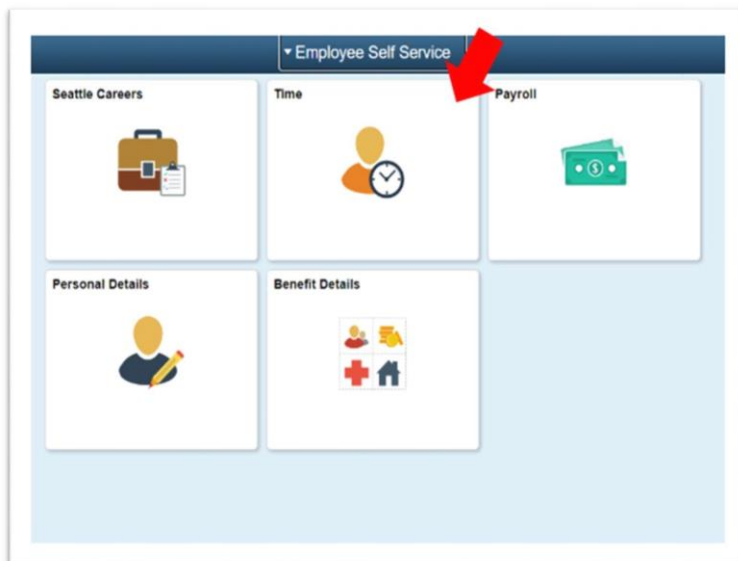 Employee Self Service
Seattle Careers
Time
Payroll
$
Personal Details
Benefit Details